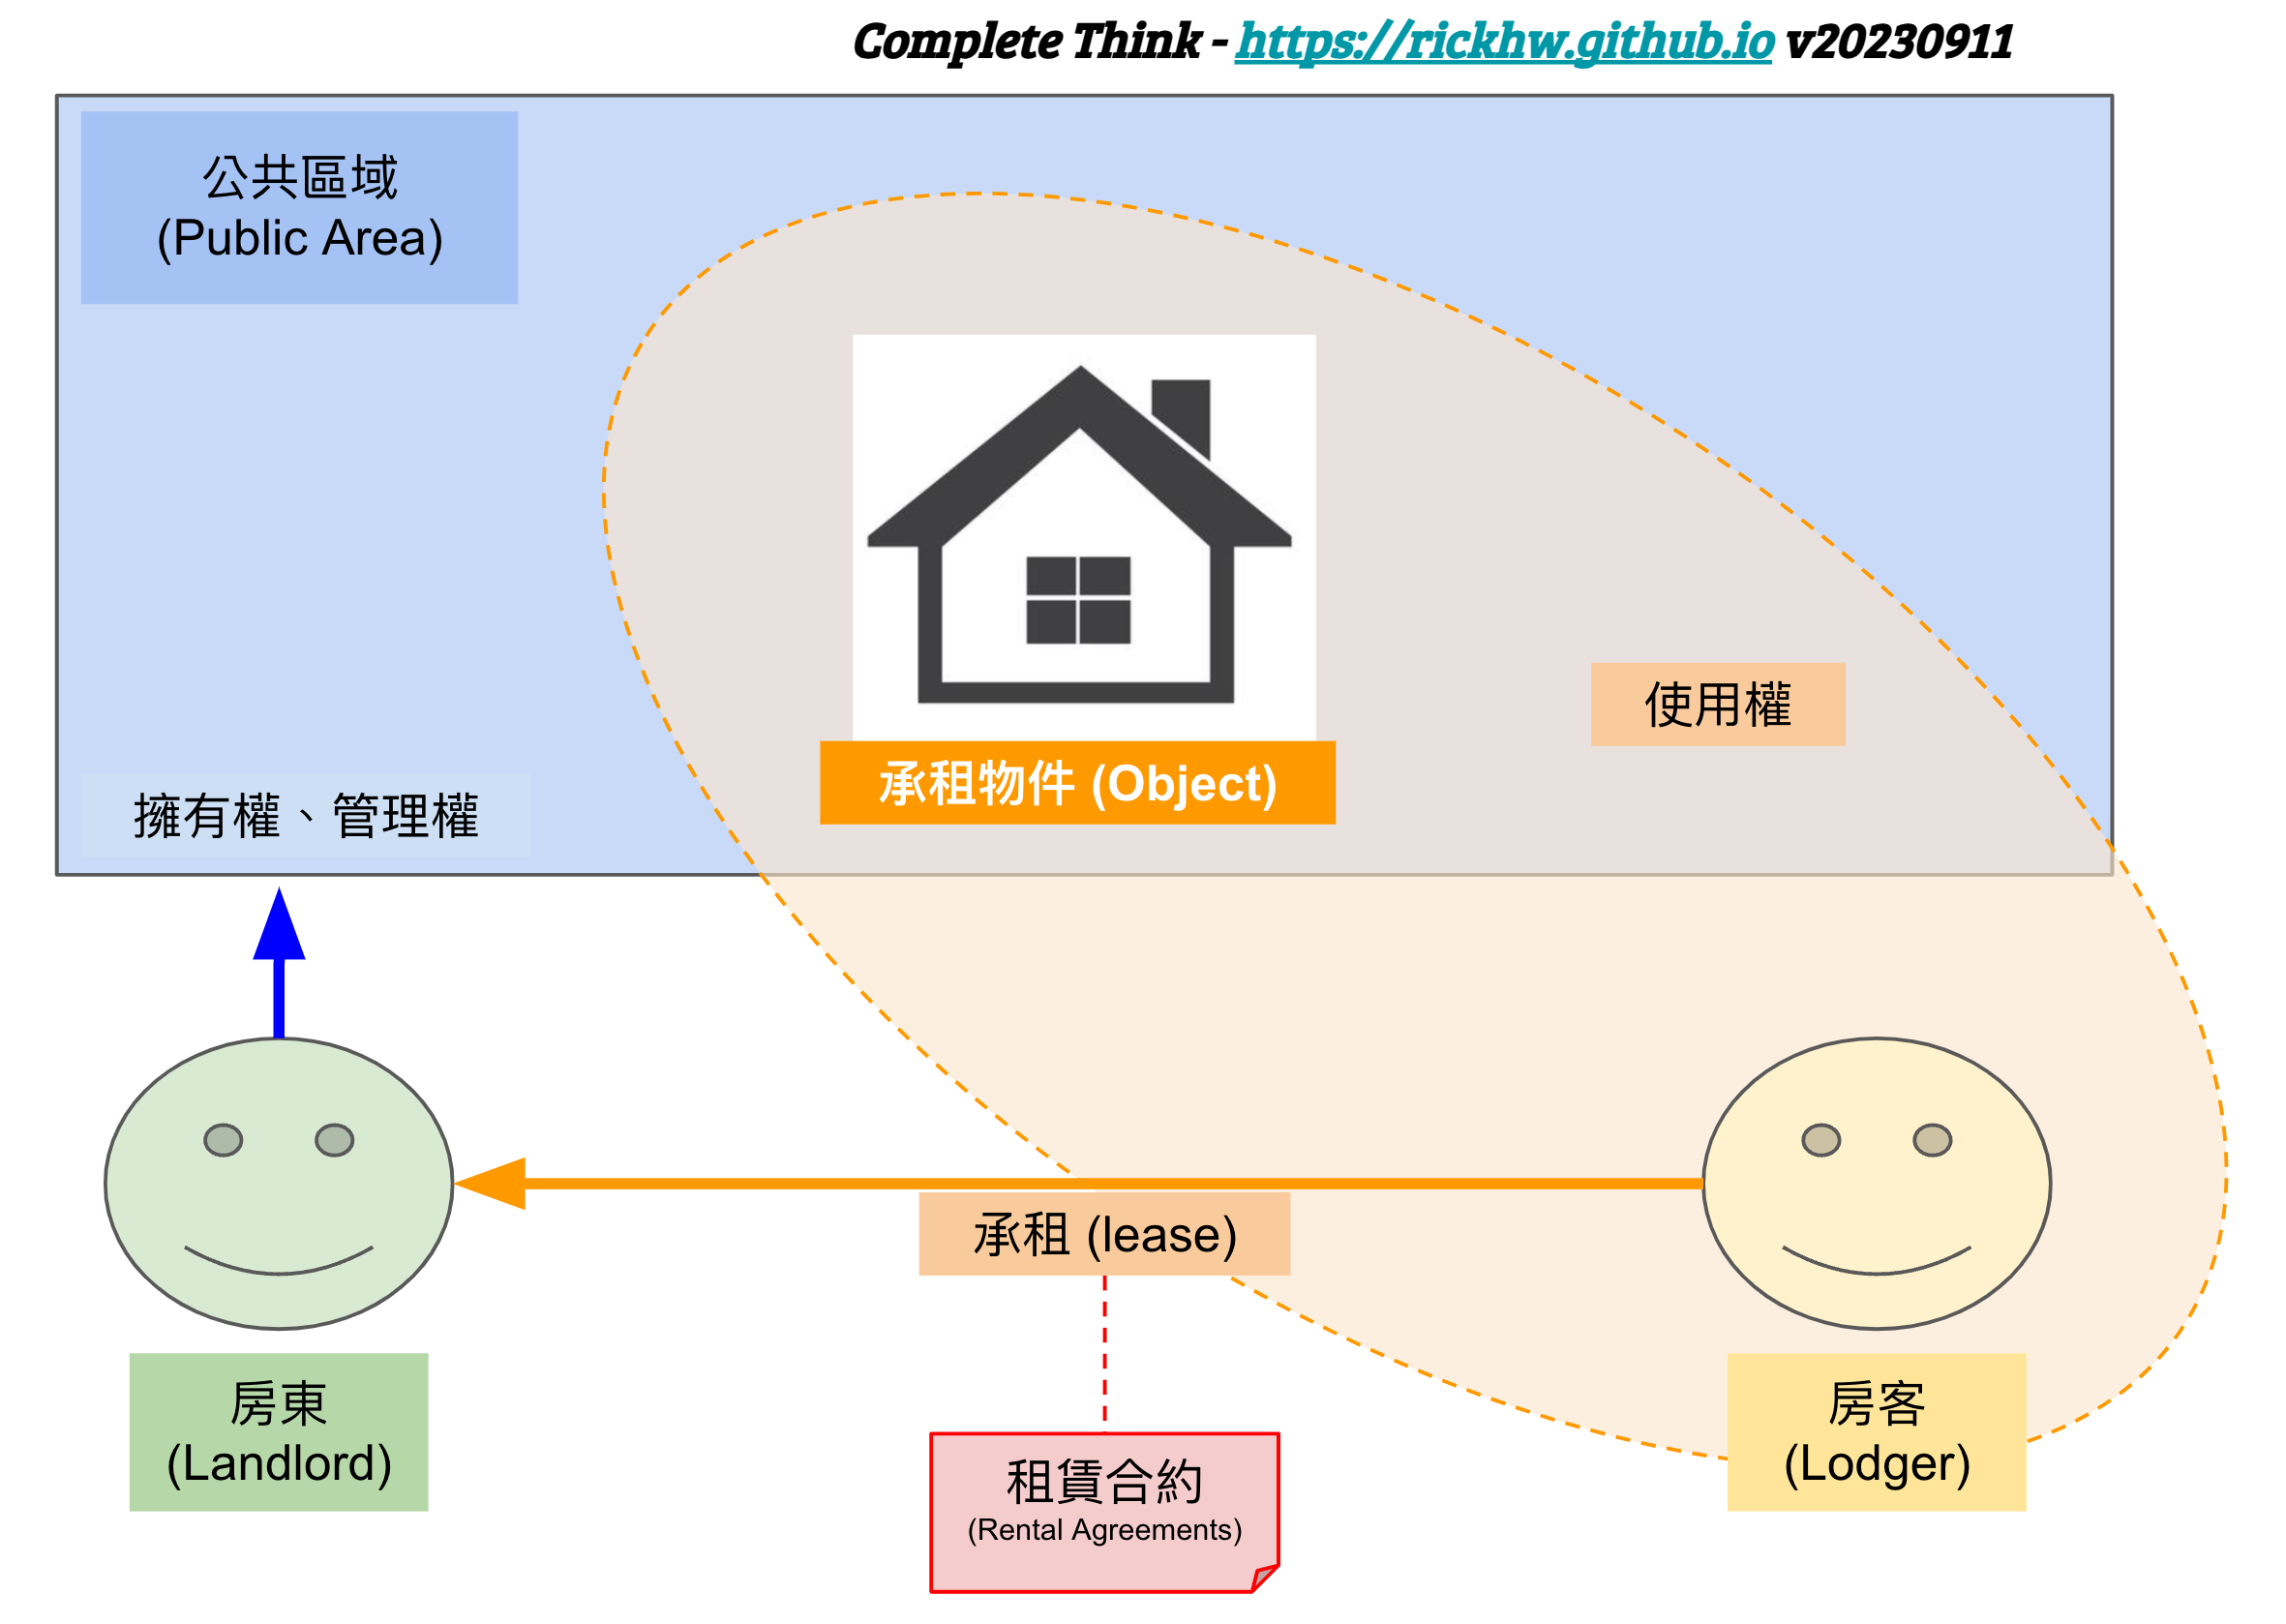 Complete Think - https://rickhw.github.io v20230911
公共區域
(Public Area)
使用權
承租物件 (Object)
擁有權、管理權
承租 (lease)
房東
(Landlord)
房客
(Lodger)
租賃合約
(Rental Agreements)